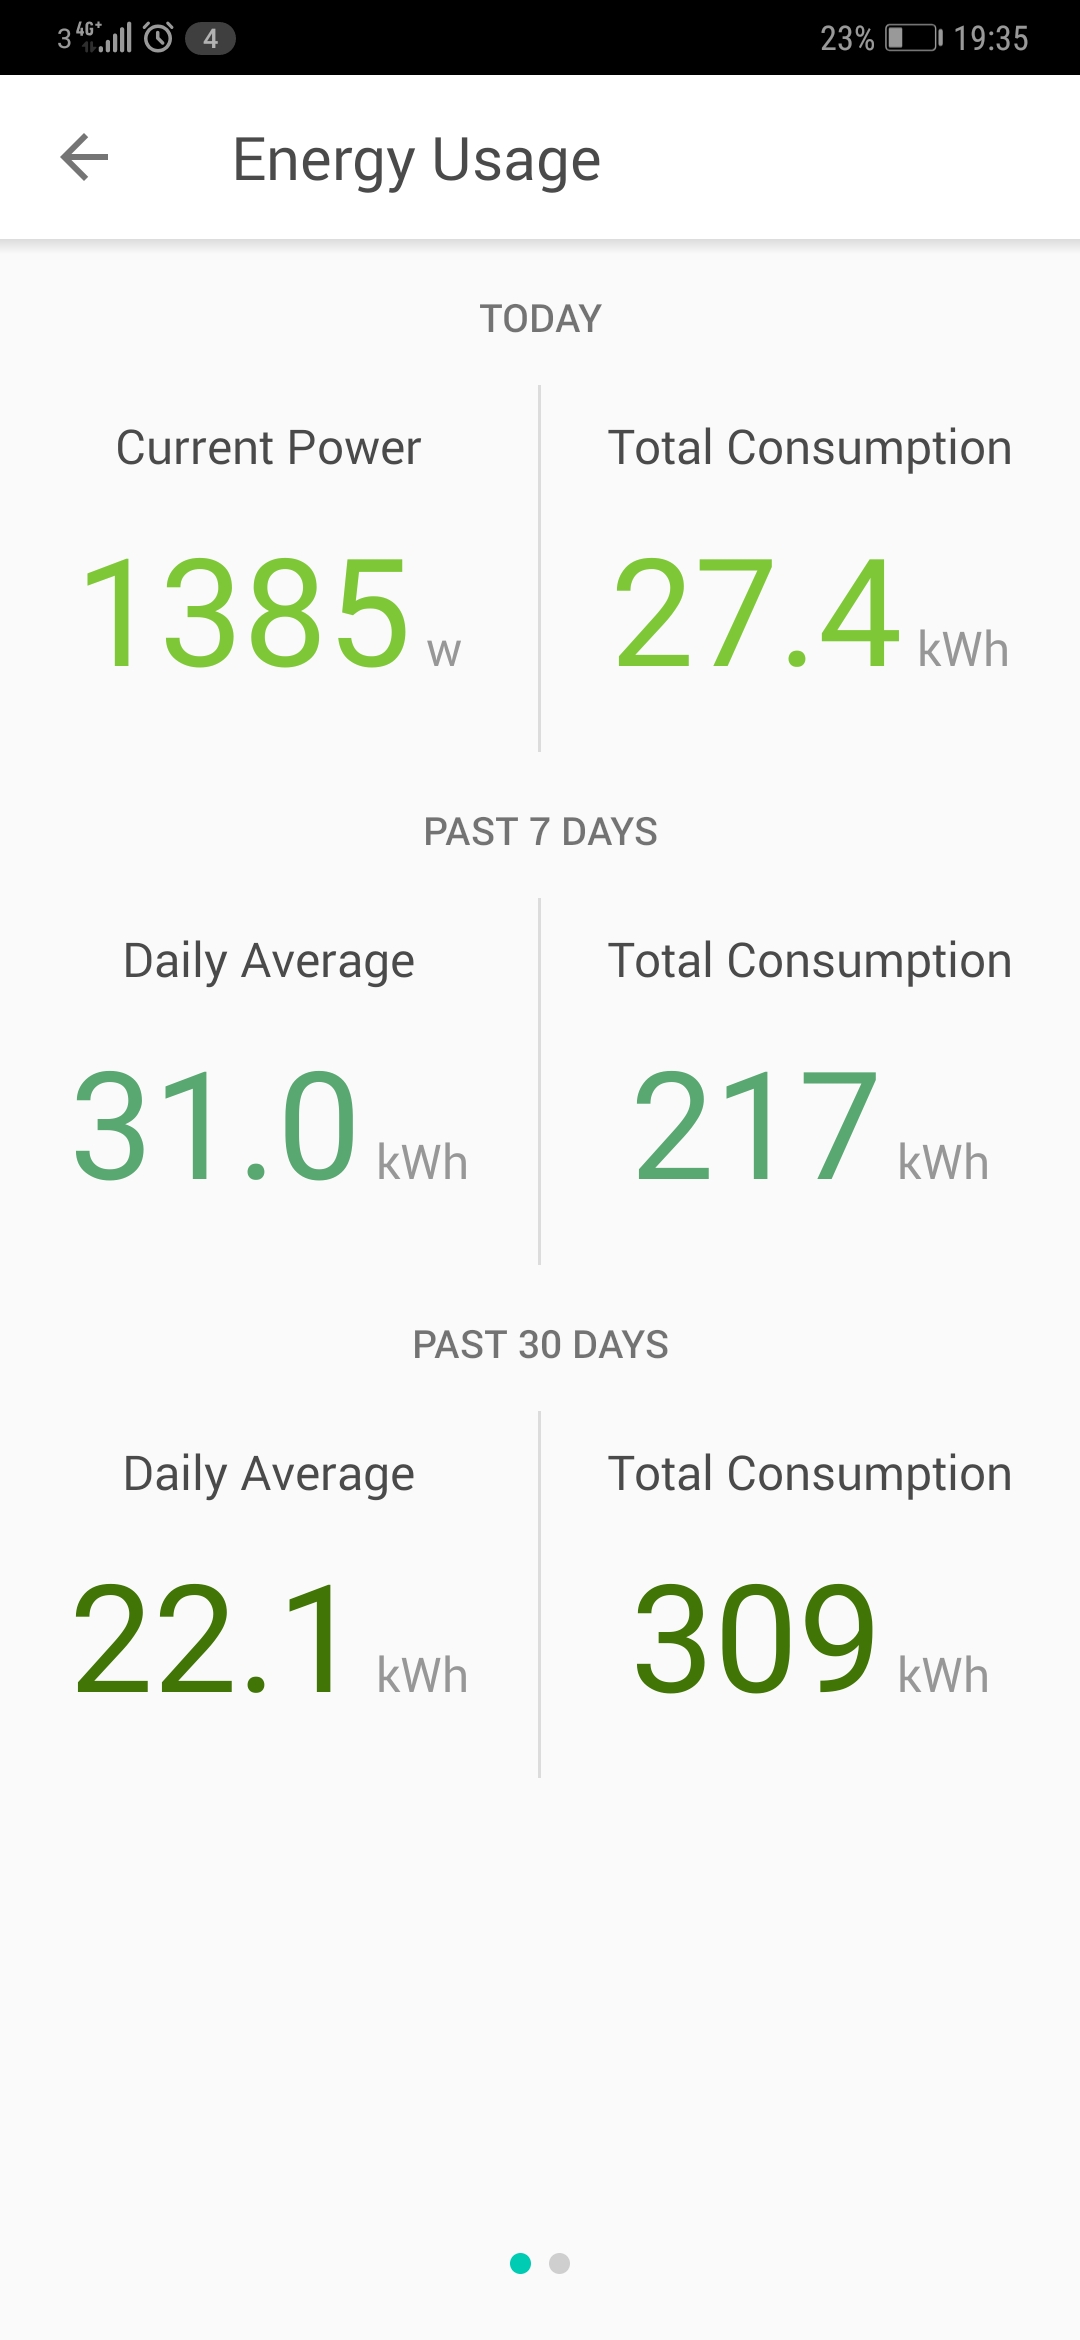 3 4G+ 4 23% 19:35
Energy Usage
TODAY
Current Power Total Consumption
1385 w 27.4 kWh
PAST 7 DAYS
Daily Average Total Consumption
31.0 kWh 217 kWh
PAST 30 DAYS
Daily Average Total Consumption
22.1 kWh 309 kWh